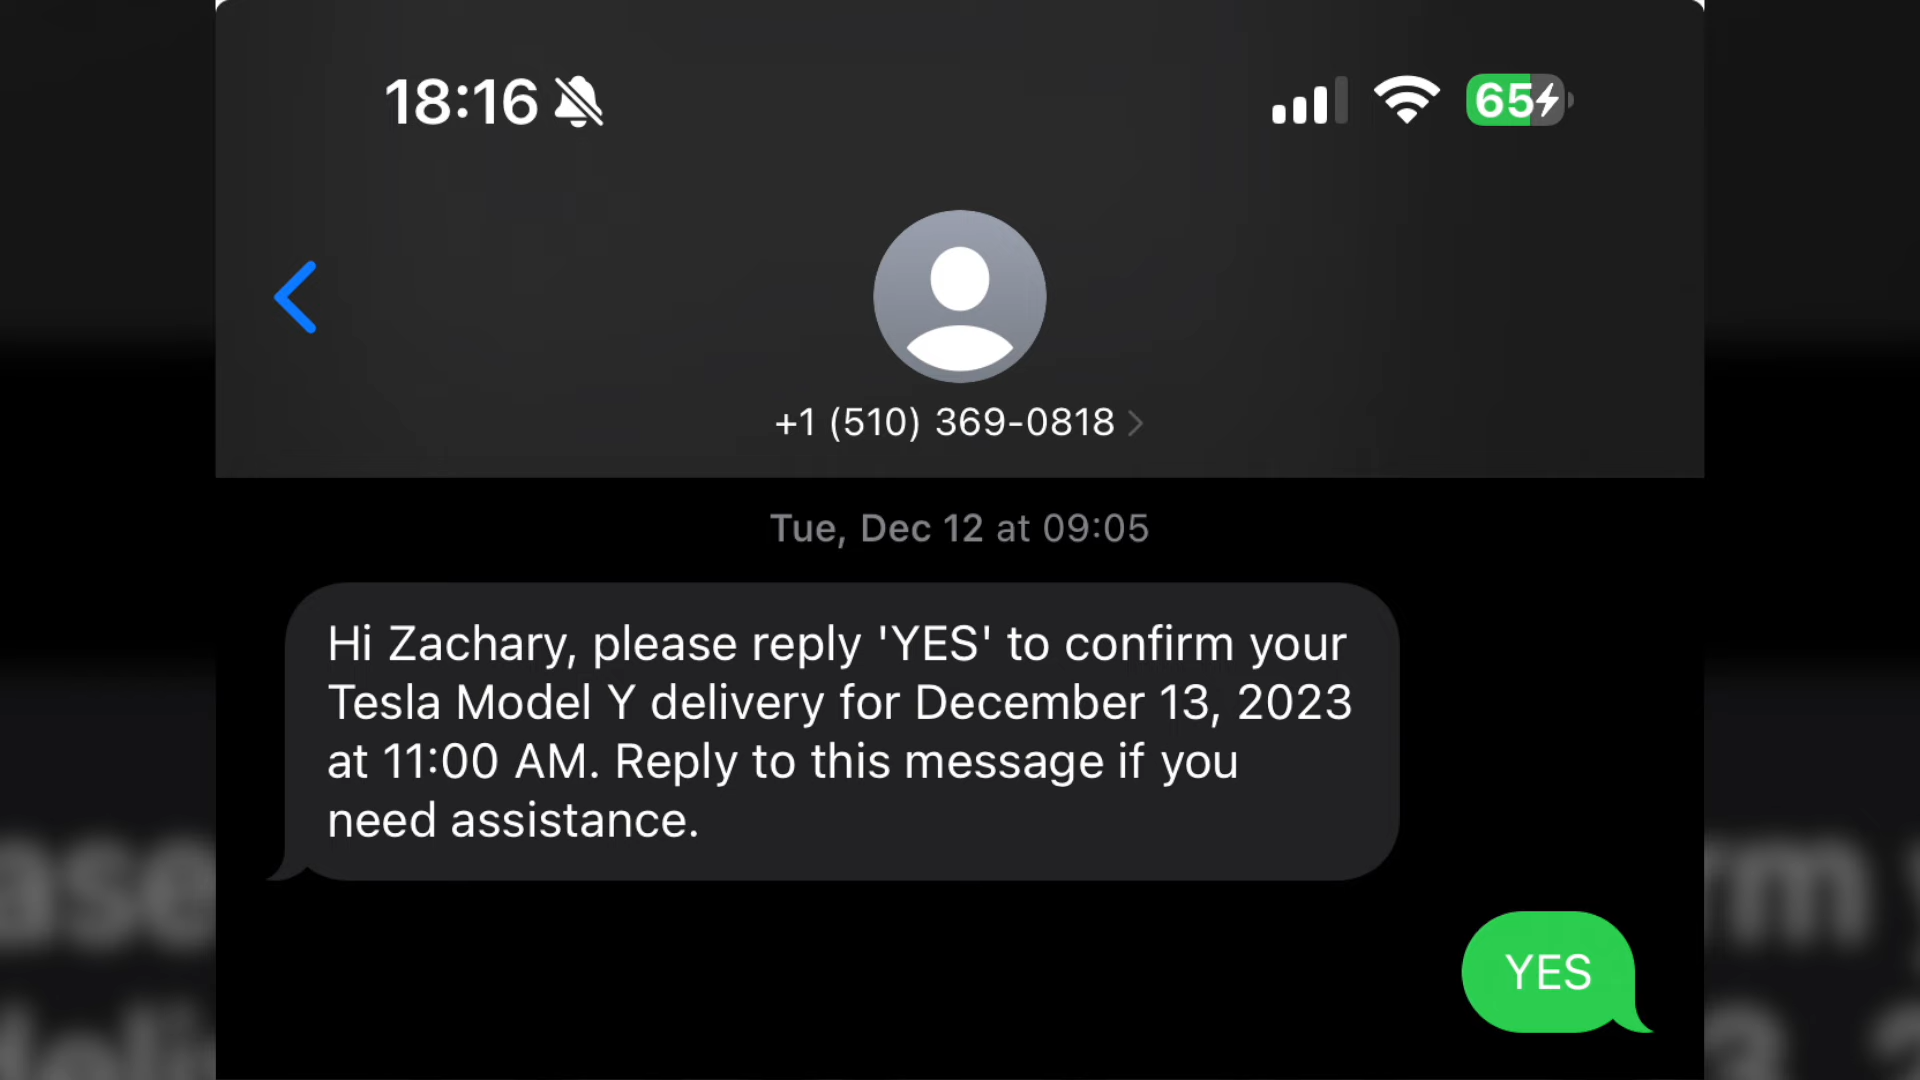 18:16
65
+1 (510) 369-0818
Tue, Dec 12 at 09:05
Hi Zachary, please reply 'YES' to confirm your
Tesla Model Y delivery for December 13, 2023
at 11:00 AM. Reply to this message if you
need assistance.
YES